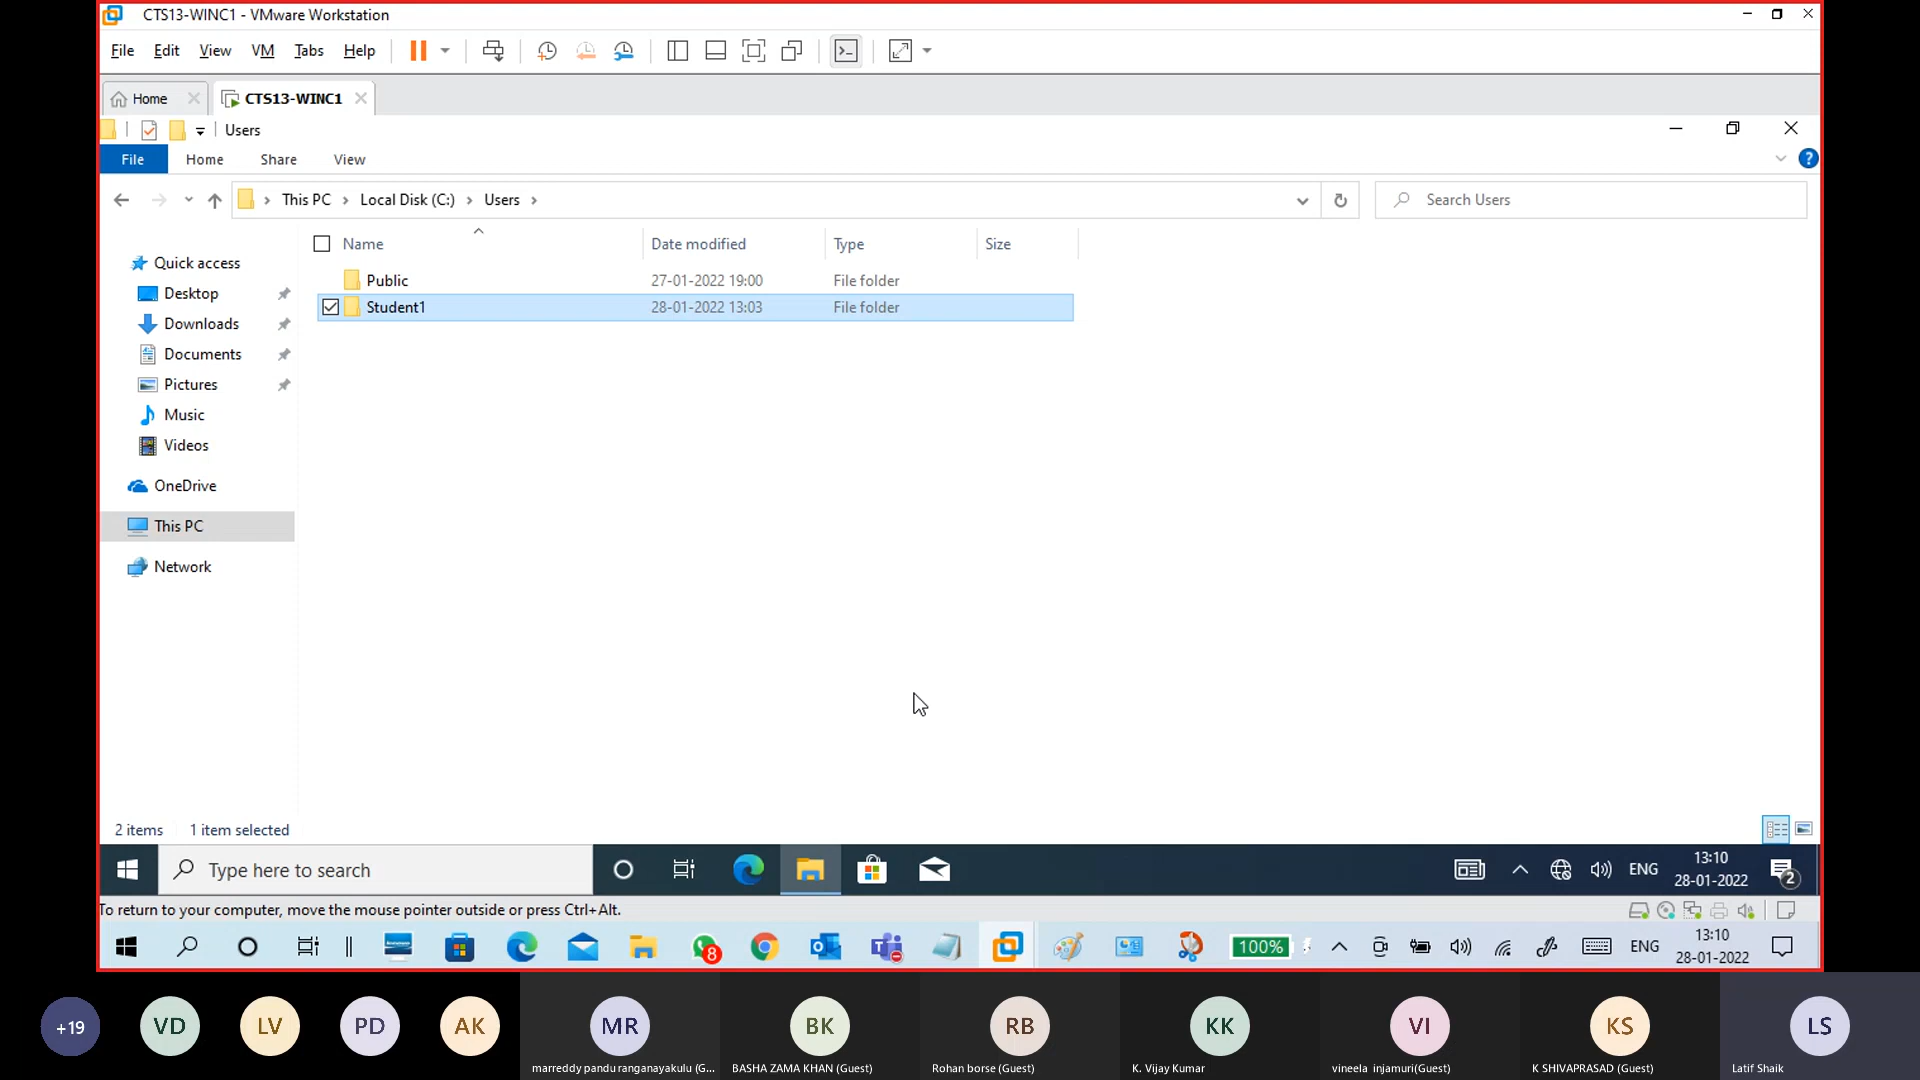 CTS13-WINC1 - VMware Workstation
File Edit View VM Tabs Help
Home CTS13-WINC1
Users
File Home Share View
This PC Local Disk (C:) Users
Search Users
Name Date modified Type Size
Public 27-01-2022 19:00 File folder
Student1 28-01-2022 13:03 File folder
Quick access
Desktop
Downloads
Documents
Pictures
Music
Videos
OneDrive
This PC
Network
2 items 1 item selected
Type here to search
ENG
13:10
28-01-2022
2
To return to your computer, move the mouse pointer outside or press Ctrl+Alt.
8
100%
ENG
13:10
28-01-2022
+19 VD LV PD AK MR BK RB KK VI KS LS
marreddy pandu ranganayakulu (G... BASHA ZAMA KHAN (Guest) Rohan borse (Guest) K. Vijay Kumar vineela injamuri(Guest) K SHIVAPRASAD (Guest) Latif Shaik